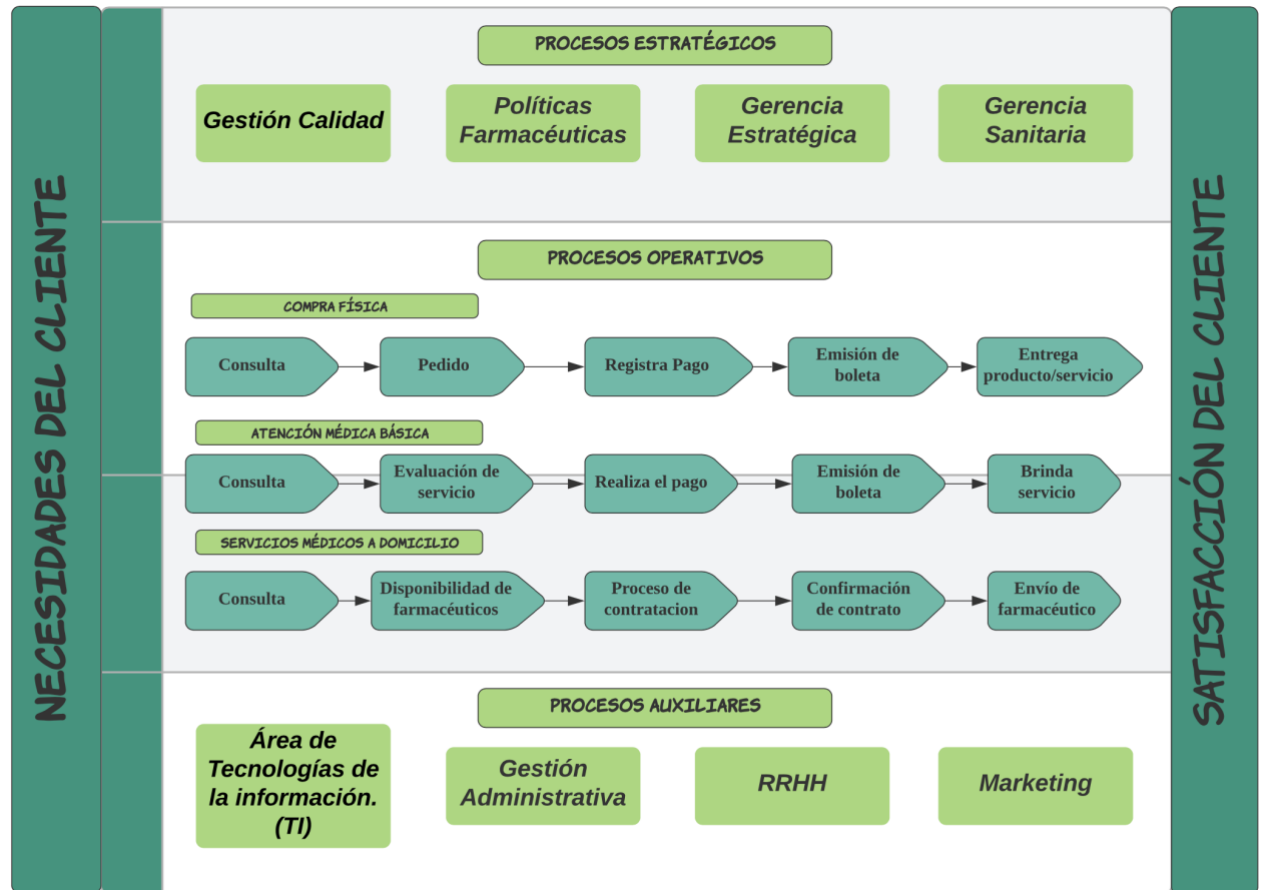 NECESIDADES DEL CLIENTE
PROCESOS ESTRATÉGICOS
Gestión Calidad
Políticas
Farmacéuticas
Gerencia
Estratégica
Gerencia
Sanitaria
PROCESOS OPERATIVOS
COMPRA FÍSICA
Consulta
Pedido
Registra Pago
Emisión de
boleta
Entrega
producto/servicio
ATENCIÓN MÉDICA BÁSICA
Consulta
Evaluación de
servicio
Realiza el pago
Emisión de
boleta
Brinda
servicio
SERVICIOS MÉDICOS A DOMICILIO
Consulta
Disponibilidad de
farmacéuticos
Proceso de
contratacion
Confirmación
de contrato
Envío de
farmacéutico
PROCESOS AUXILIARES
Área de
Tecnologías de
la información.
(TI)
Gestión
Administrativa
RRHH
Marketing
SATISFACCIÓN DEL CLIENTE